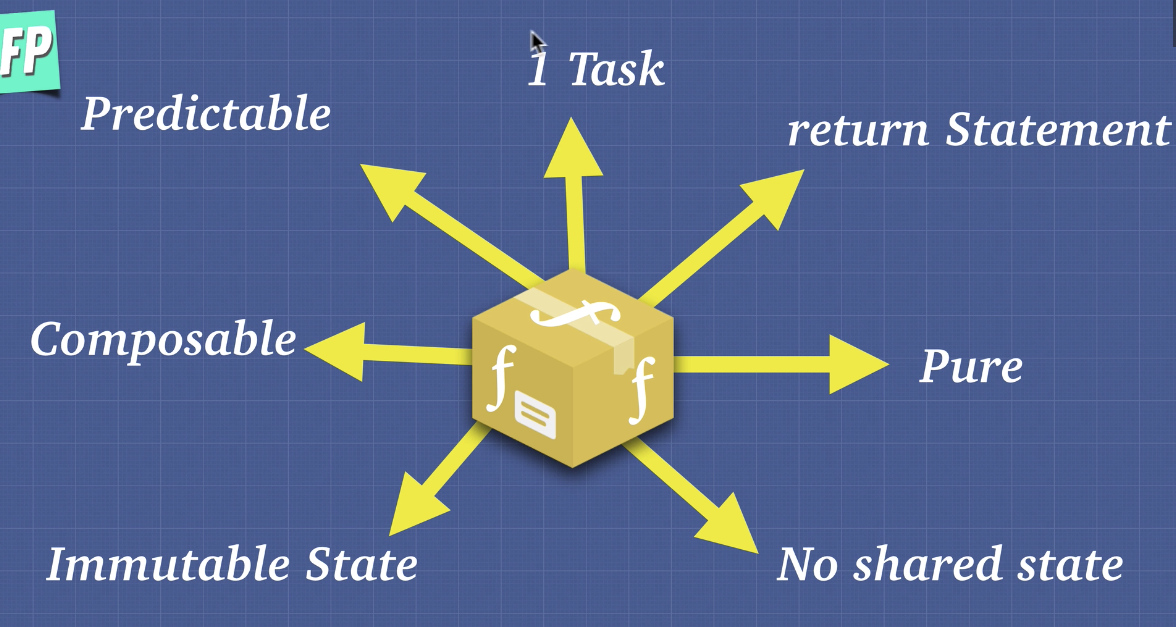 FP
1 Task
Predictable
return Statement
Composable
Pure
Immutable State
No shared state
f
f
f